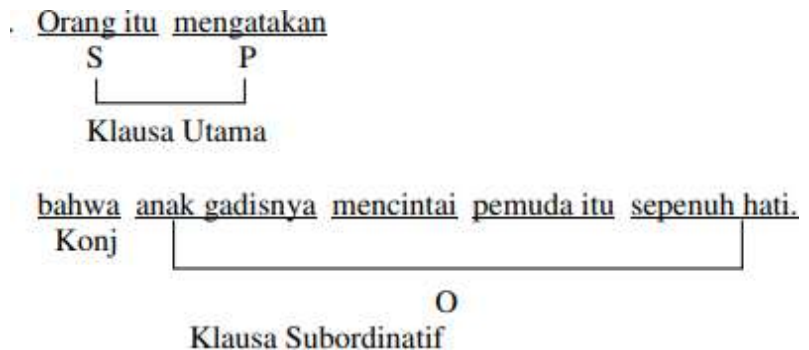 . Orang itu mengatakan
S P
Klausa Utama
bahwa anak gadisnya mencintai pemuda itu sepenuh hati.
Konj
O
Klausa Subordinatif